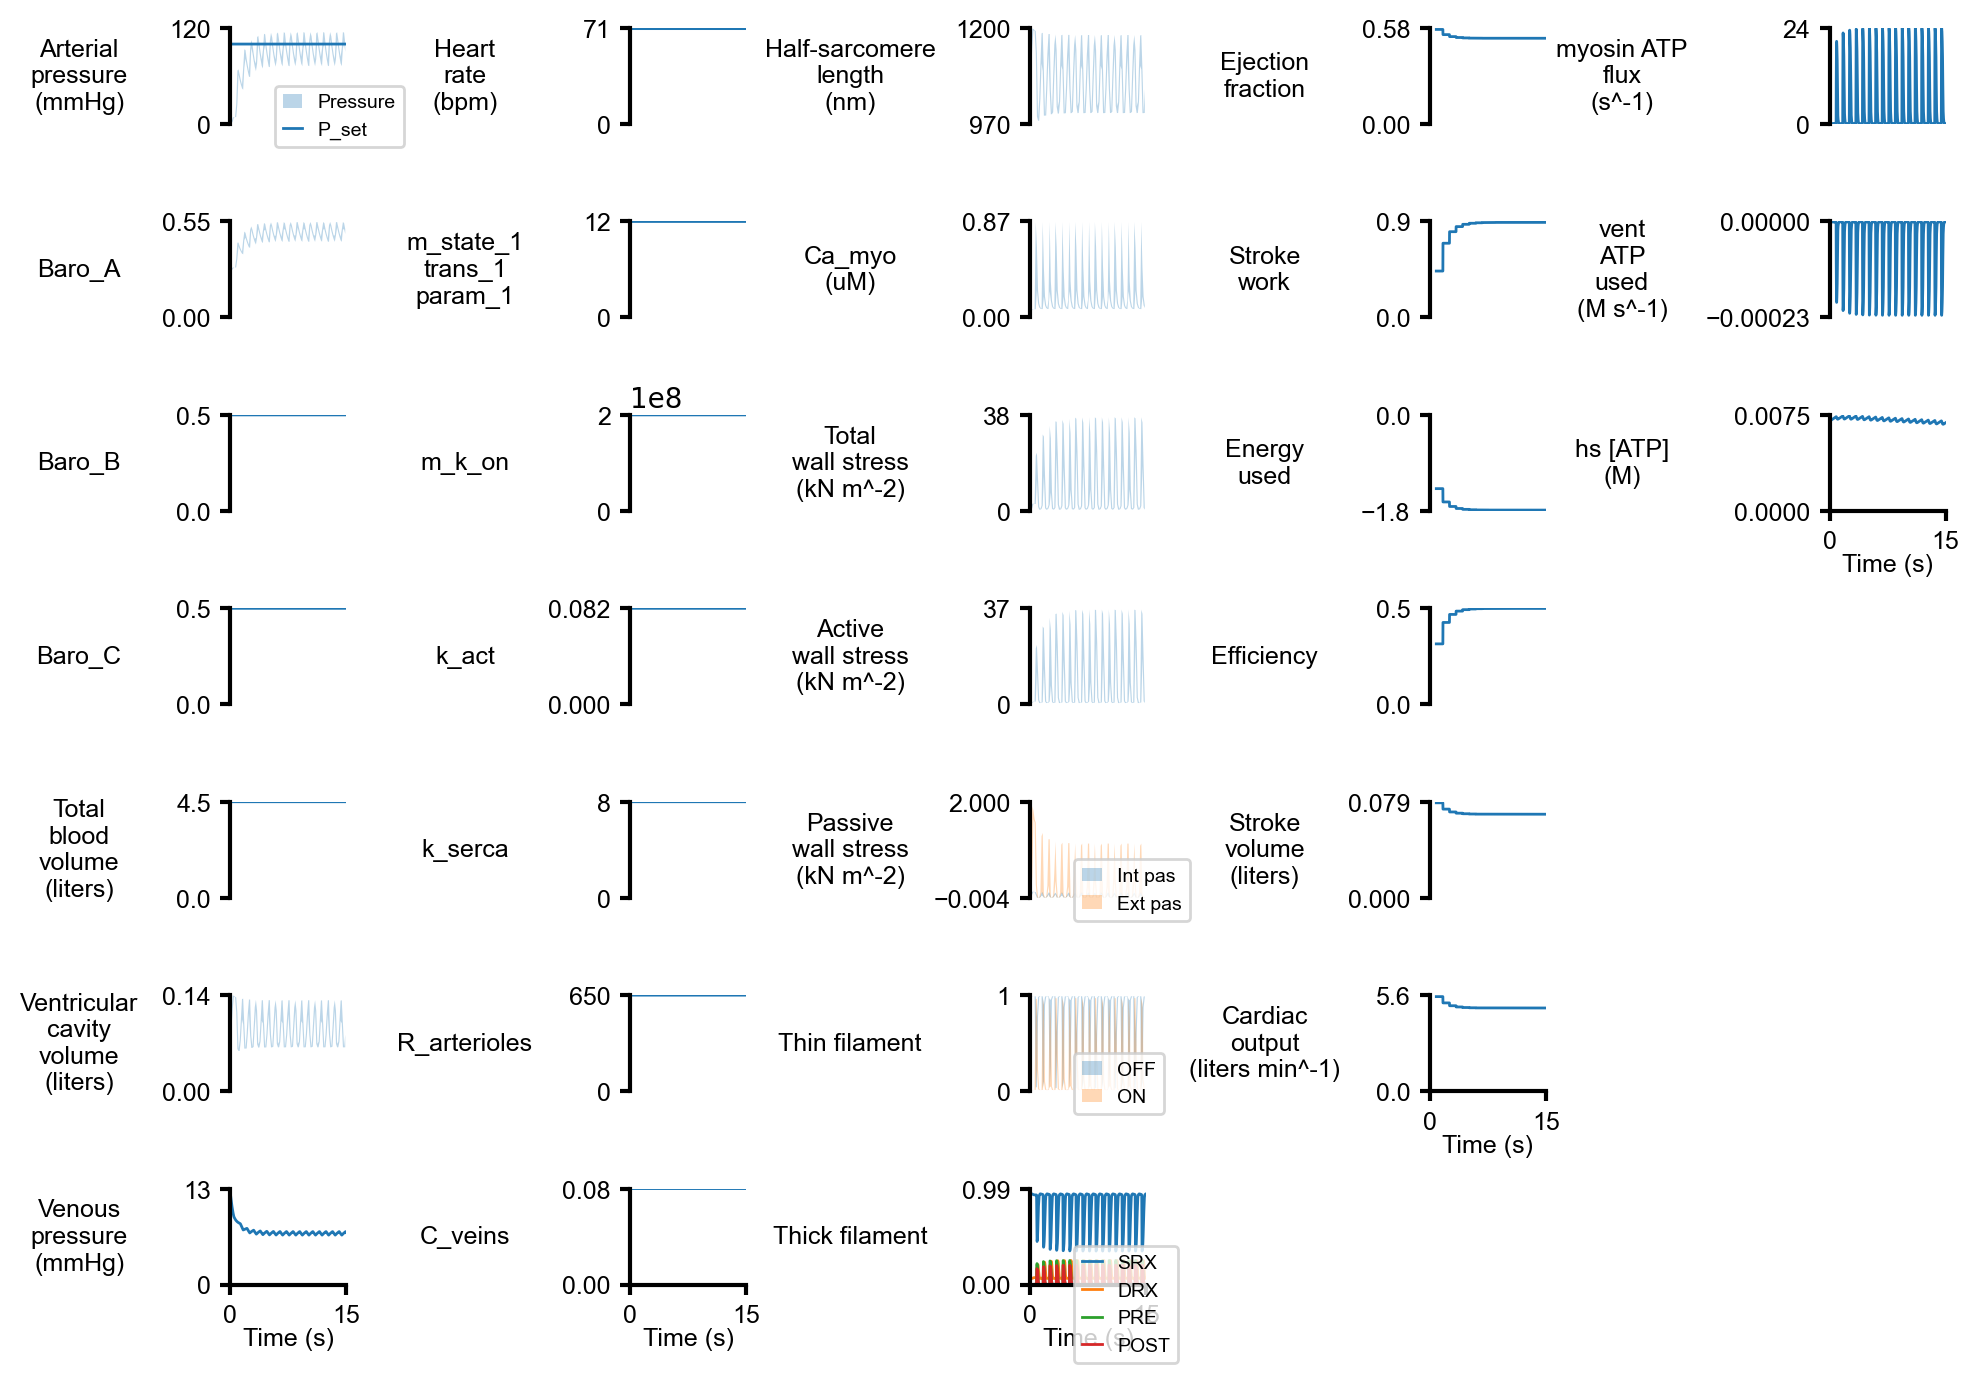 Arterial
pressure
(mmHg)
120
0
Pressure
P_set
Heart
rate
(bpm)
71
0
Half-sarcomere
length
(nm)
1200
970
Ejection
fraction
0.58
0.00
myosin ATP
flux
(s^-1)
24
0
Baro_A
0.55
0.00
m_state_1
trans_1
param_1
12
0
Ca_myo
(uM)
0.87
0.00
Stroke
work
0.9
0.0
vent
ATP
used
(M s^-1)
0.00000
−0.00023
Baro_B
0.5
0.0
m_k_on
1e8
2
0
Total
wall stress
(kN m^-2)
38
0
Energy
used
0.0
−1.8
hs [ATP]
(M)
0.0075
0.0000
0
15
Time (s)
Baro_C
0.5
0.0
k_act
0.082
0.000
Active
wall stress
(kN m^-2)
37
0
Efficiency
0.5
0.0
Total
blood
volume
(liters)
4.5
0.0
k_serca
8
0
Passive
wall stress
(kN m^-2)
2.000
−0.004
Int pas
Ext pas
Stroke
volume
(liters)
0.079
0.000
Ventricular
cavity
volume
(liters)
0.14
0.00
R_arterioles
650
0
Thin filament
1
0
OFF
ON
Cardiac
output
(liters min^-1)
5.6
0.0
0
15
Time (s)
Venous
pressure
(mmHg)
13
0
0
15
Time (s)
C_veins
0.08
0.00
0
15
Time (s)
Thick filament
0.99
0.00
0
15
Time (s)
SRX
DRX
PRE
POST